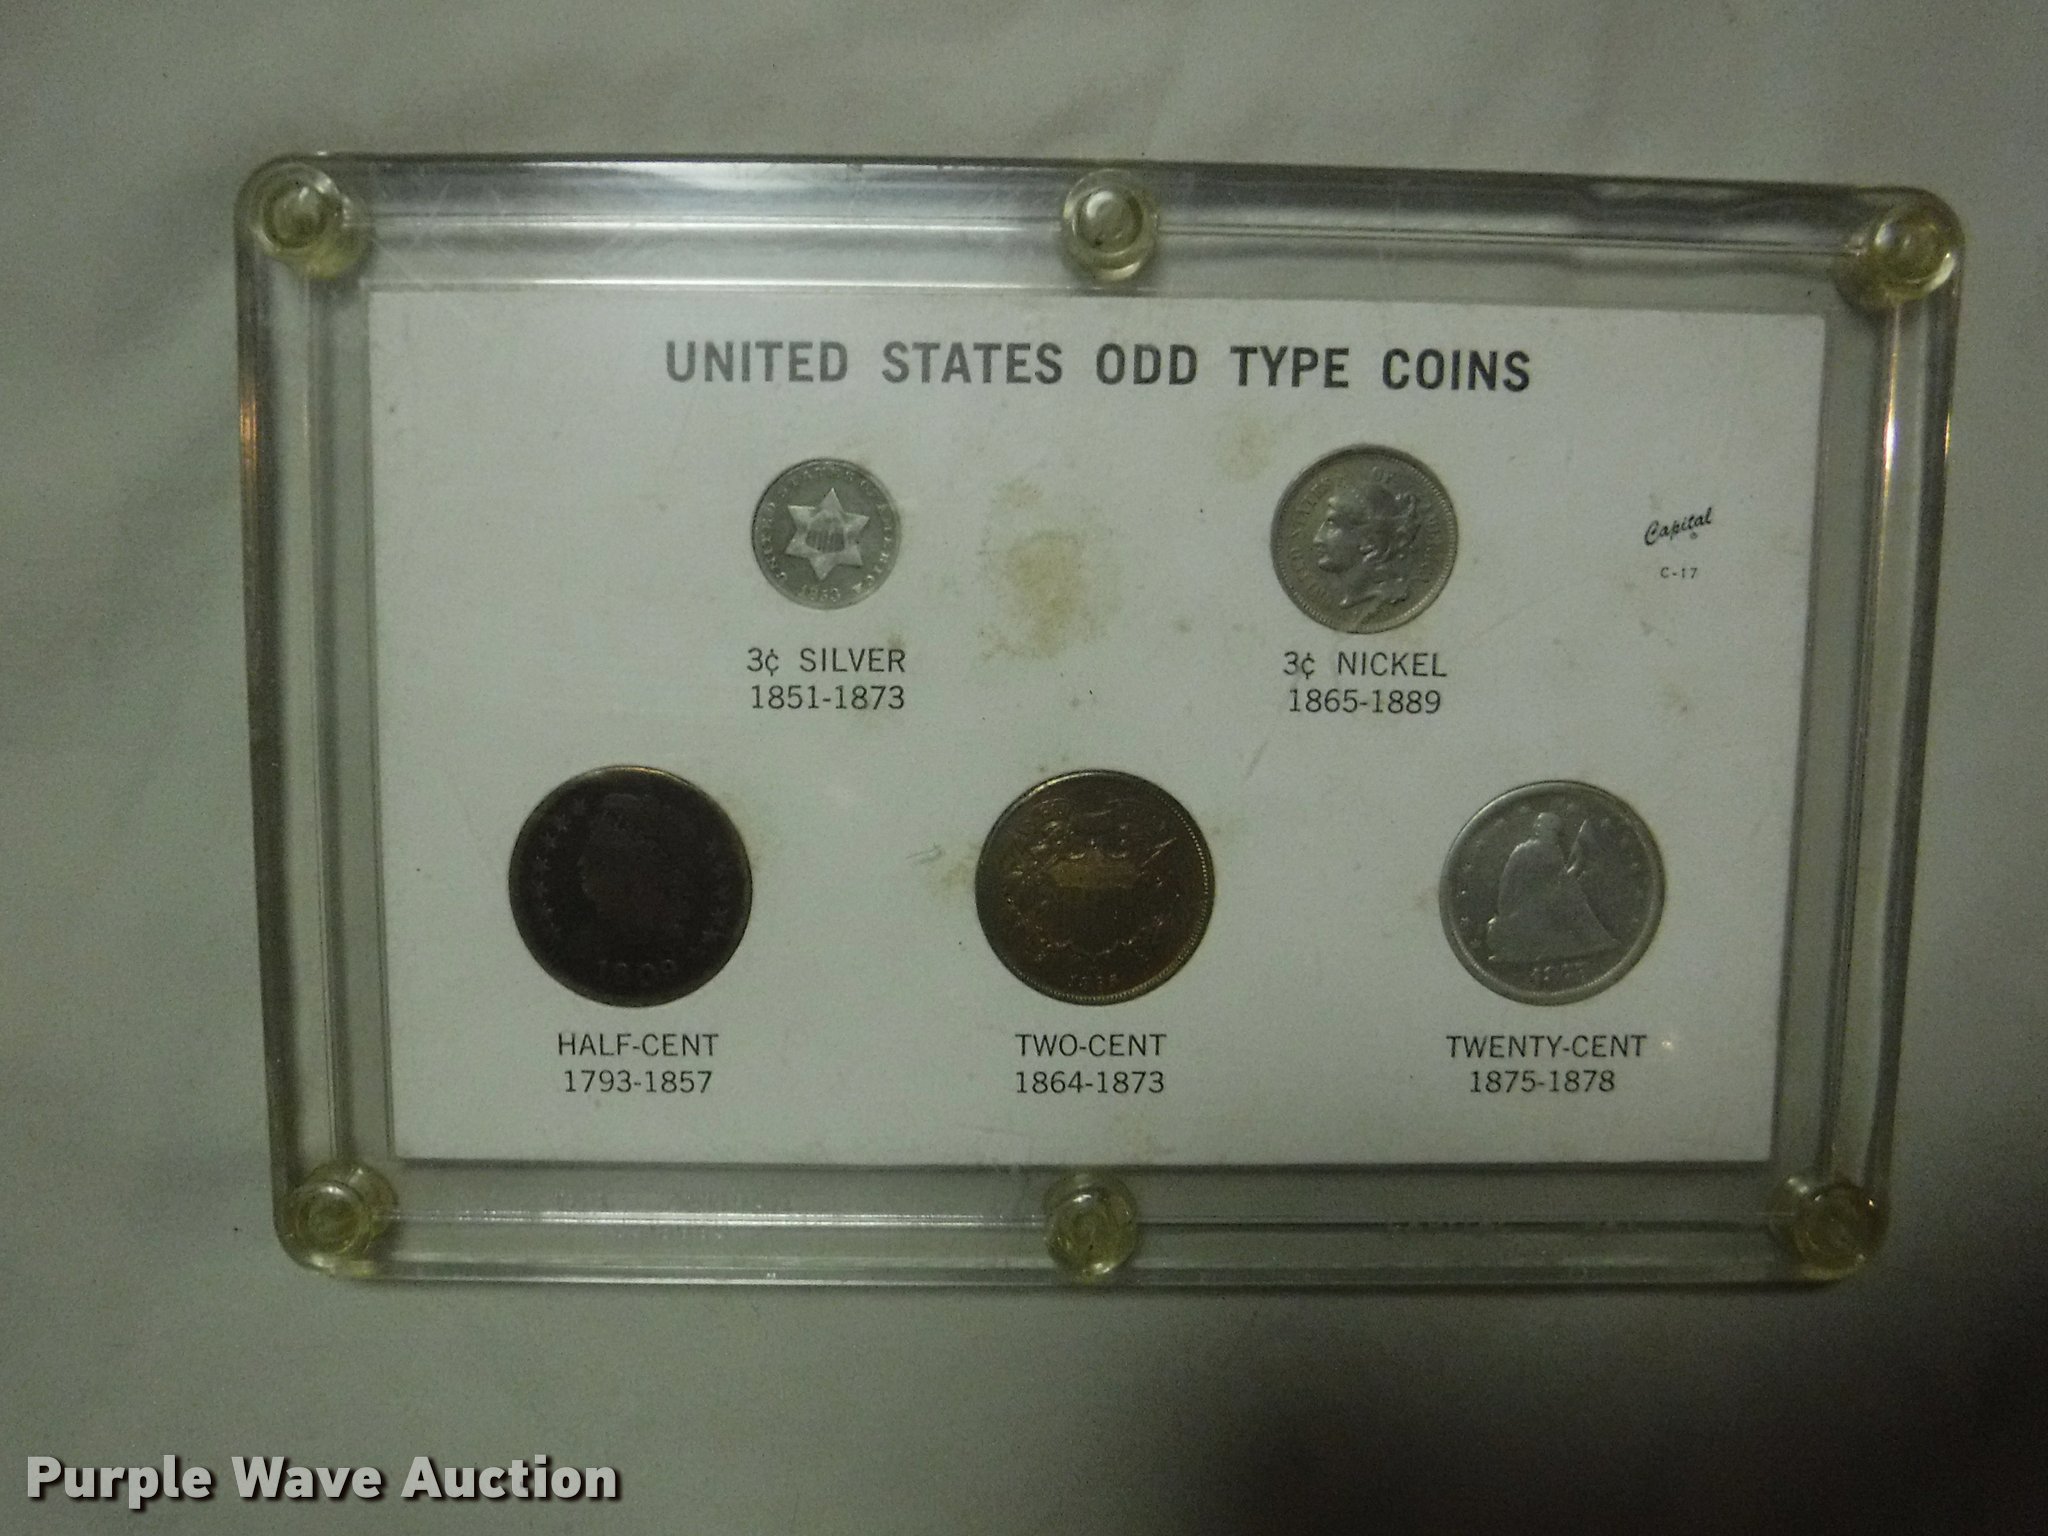 UNITED STATES ODD TYPE COINS
1853
Capital
C-17
3¢ SILVER
1851-1873
3¢ NICKEL
1865-1889
HALF-CENT
1793-1857
TWO-CENT
1864-1873
TWENTY-CENT
1875-1878
Purple Wave Auction